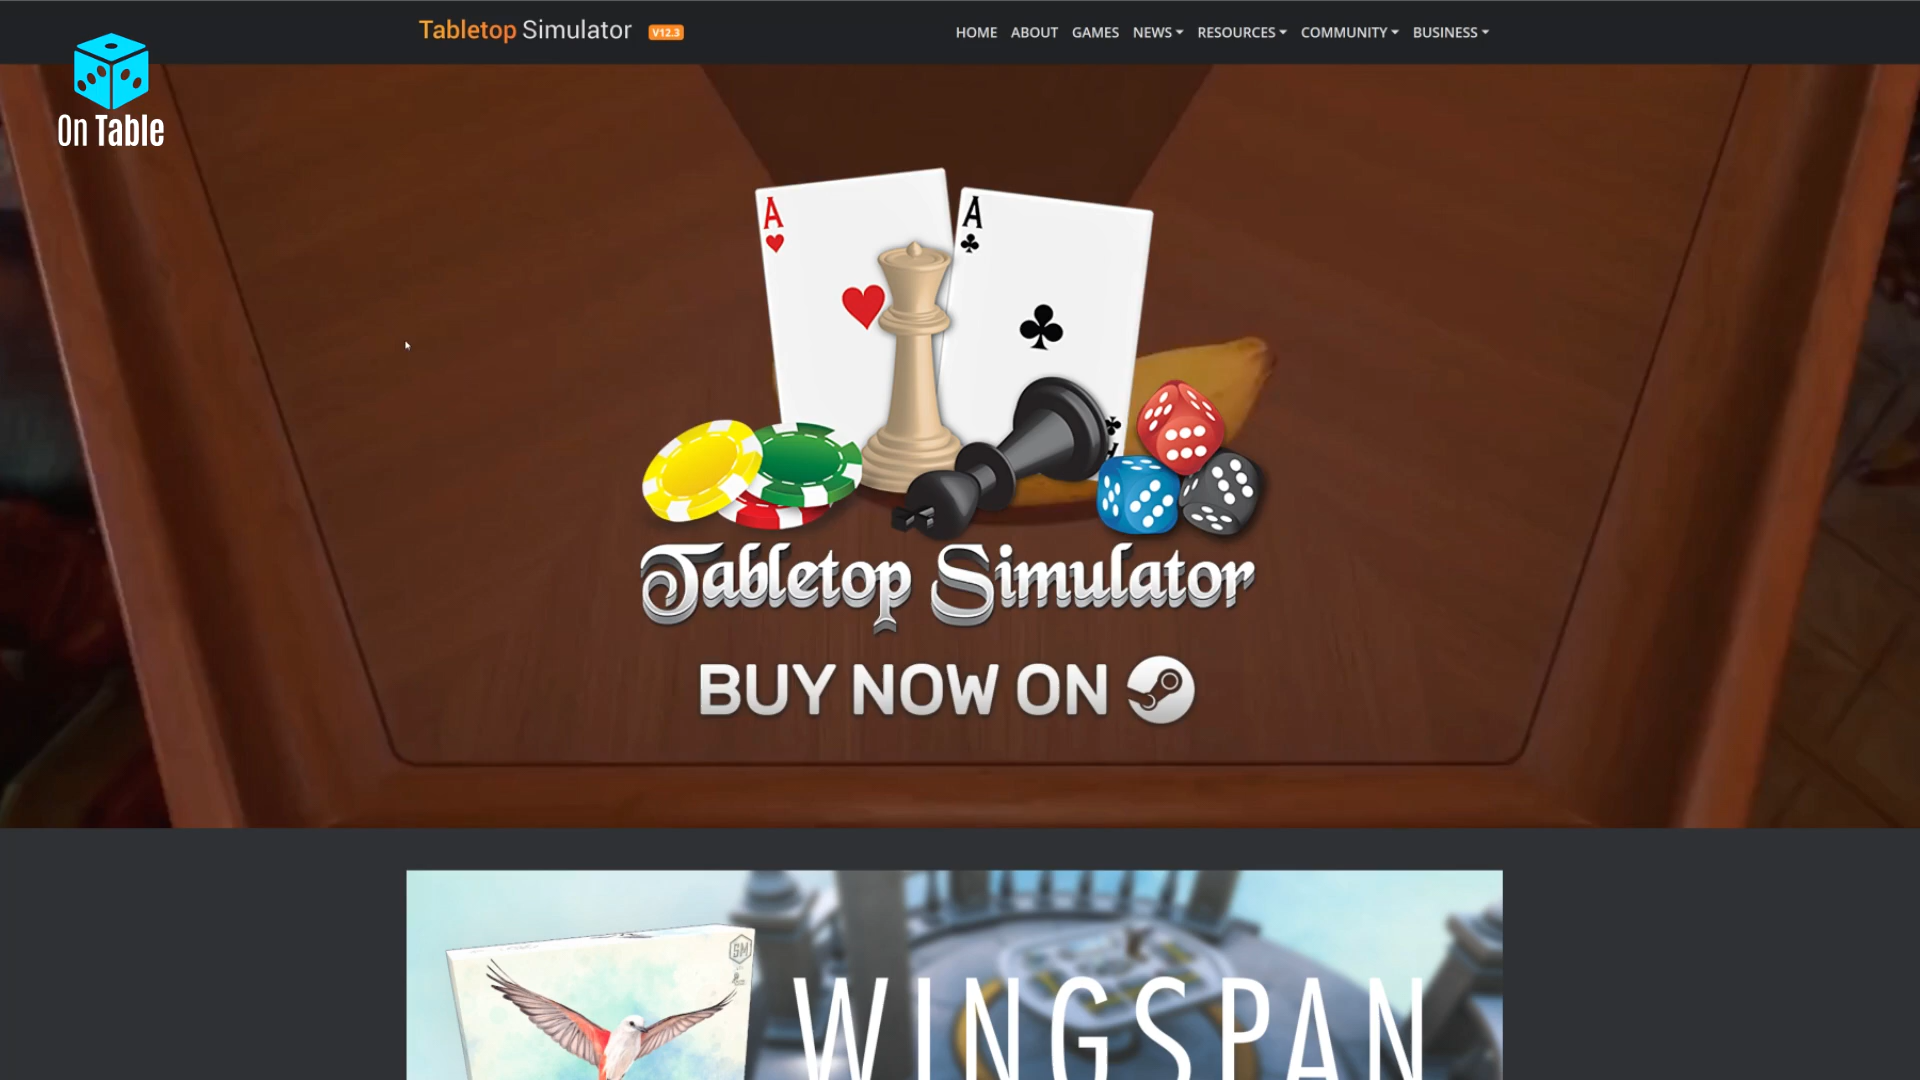 Tabletop Simulator V12.3
HOME ABOUT GAMES NEWS RESOURCES COMMUNITY BUSINESS
On Table
A
A
A
Tabletop Simulator
BUY NOW ON
GM
WINGSPAN